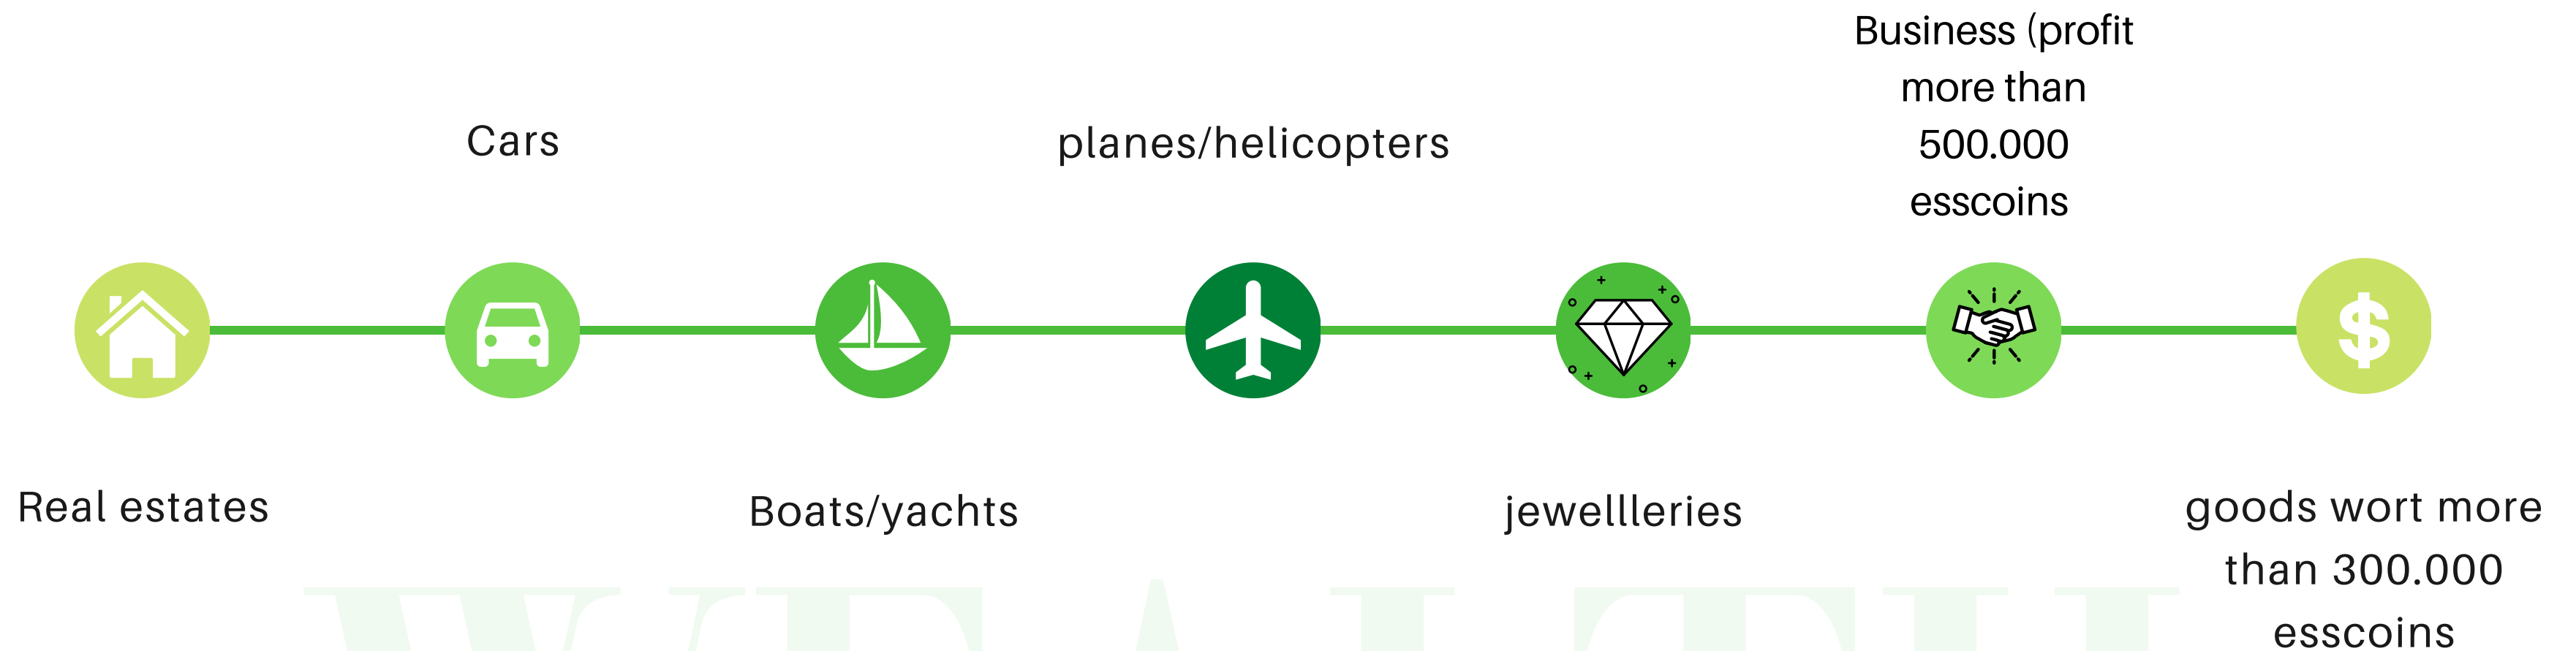 Real estates
Cars
Boats/yachts
planes/helicopters
jewellleries
Business (profit
more than
500.000
esscoins
$
goods wort more
than 300.000
esscoins
WEALTH